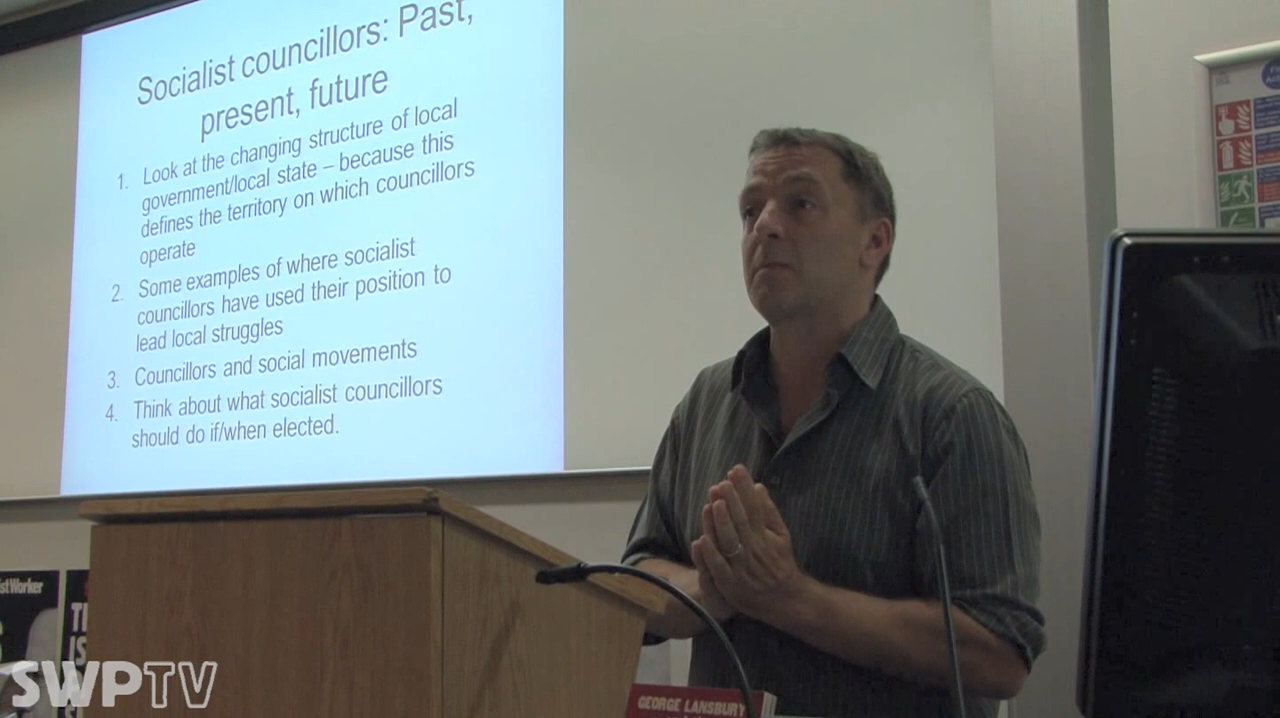 Socialist councillors: Past,
present, future
1. Look at the changing structure of local
government/local state – because this
defines the territory on which councillors
operate
2. Some examples of where socialist
councillors have used their position to
lead local struggles
3. Councillors and social movements
4. Think about what socialist councillors
should do if/when elected.
istWorker
SWPTV
GEORGE LANSBURY